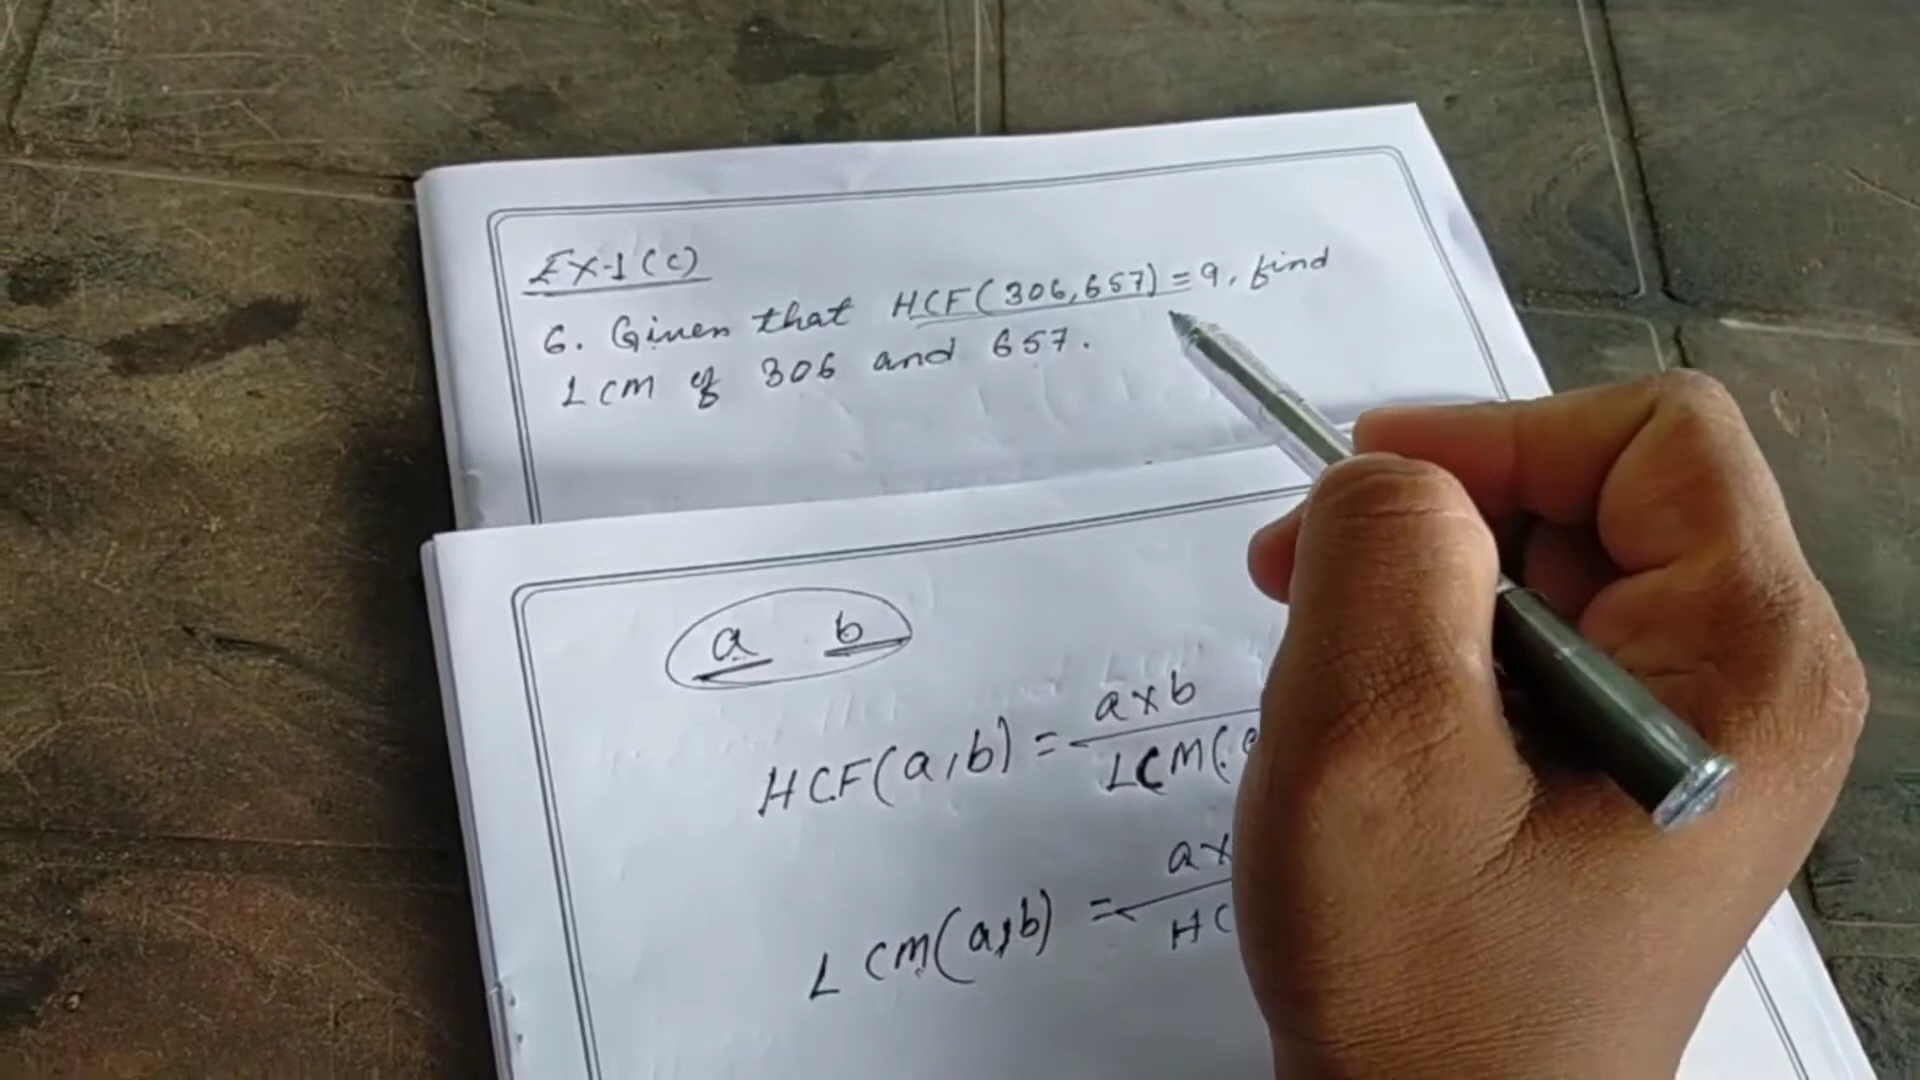 EX-1(c)
6. Given that HCF(306,657)=9, find
LCM of 306 and 657.
a b
HCF(a,b) = a×b
LCM(
LCM(a,b) = a×
HC